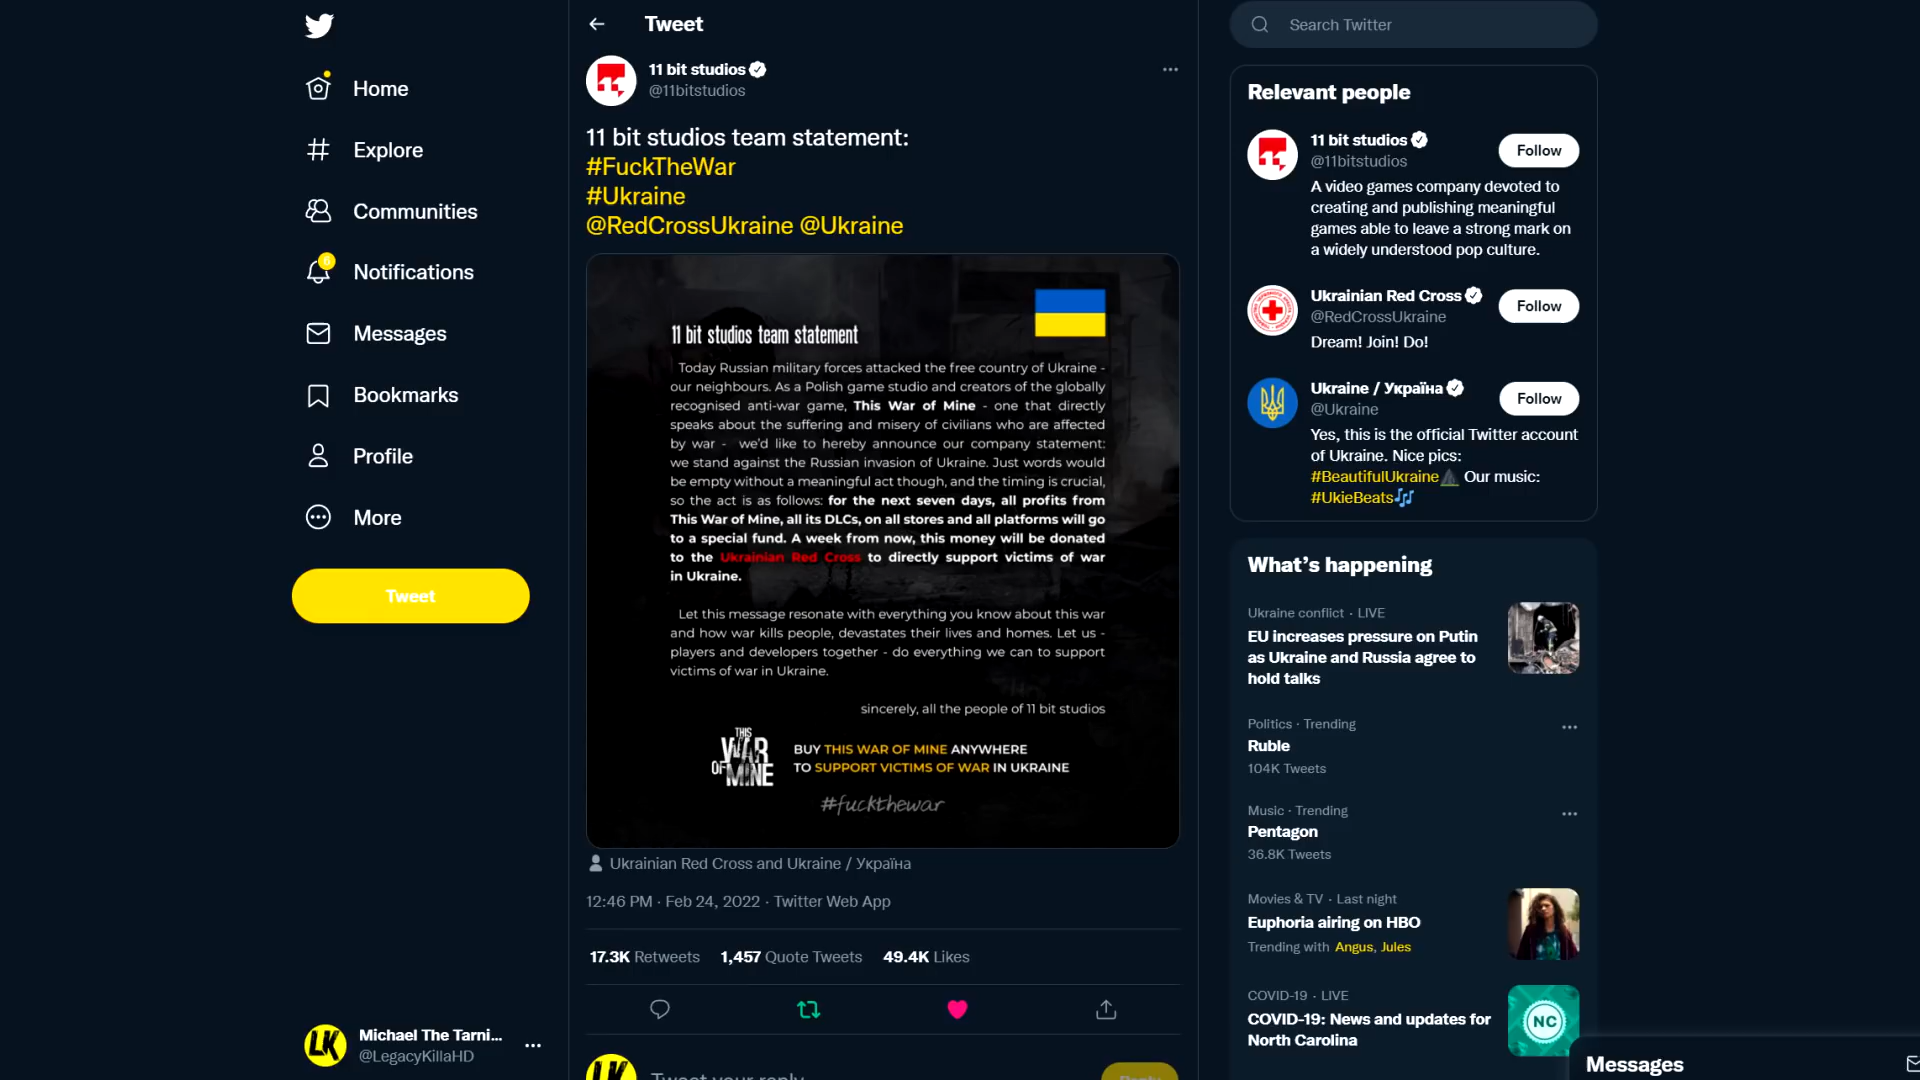 Home
Explore
Communities
6
Notifications
Messages
Bookmarks
Profile
More
Tweet
LK
Michael The Tarni...
@LegacyKillaHD
Tweet
11 bit studios
@11bitstudios
11 bit studios team statement:
#FuckTheWar
#Ukraine
@RedCrossUkraine @Ukraine
11 bit studios team statement
Today Russian military forces attacked the free country of Ukraine -
our neighbours. As a Polish game studio and creators of the globally
recognised anti-war game, This War of Mine - one that directly
speaks about the suffering and misery of civilians who are affected
by war - we'd like to hereby announce our company statement:
we stand against the Russian invasion of Ukraine. Just words would
be empty without a meaningful act though, and the timing is crucial,
so the act is as follows: for the next seven days, all profits from
This War of Mine, all its DLCs, on all stores and all platforms will go
to a special fund. A week from now, this money will be donated
to the Ukrainian Red Cross to directly support victims of war
in Ukraine.
Let this message resonate with everything you know about this war
and how war kills people, devastates their lives and homes. Let us -
players and developers together - do everything we can to support
victims of war in Ukraine.
sincerely, all the people of 11 bit studios
THIS
WAR
OF MINE
BUY THIS WAR OF MINE ANYWHERE
TO SUPPORT VICTIMS OF WAR IN UKRAINE
#fuckthewar
Ukrainian Red Cross and Ukraine / Україна
12:46 PM · Feb 24, 2022 · Twitter Web App
17.3K Retweets 1,457 Quote Tweets 49.4K Likes
LK
Tweet your reply
Reply
Search Twitter
Relevant people
11 bit studios
@11bitstudios
Follow
A video games company devoted to
creating and publishing meaningful
games able to leave a strong mark on
a widely understood pop culture.
Ukrainian Red Cross
@RedCrossUkraine
Follow
Dream! Join! Do!
Ukraine / Україна
@Ukraine
Follow
Yes, this is the official Twitter account
of Ukraine. Nice pics:
#BeautifulUkraine Our music:
#UkieBeats
What's happening
Ukraine conflict · LIVE
EU increases pressure on Putin
as Ukraine and Russia agree to
hold talks
Politics · Trending
Ruble
104K Tweets
Music · Trending
Pentagon
36.8K Tweets
Movies & TV · Last night
Euphoria airing on HBO
Trending with Angus, Jules
COVID-19 · LIVE
COVID-19: News and updates for
North Carolina
NC
Messages